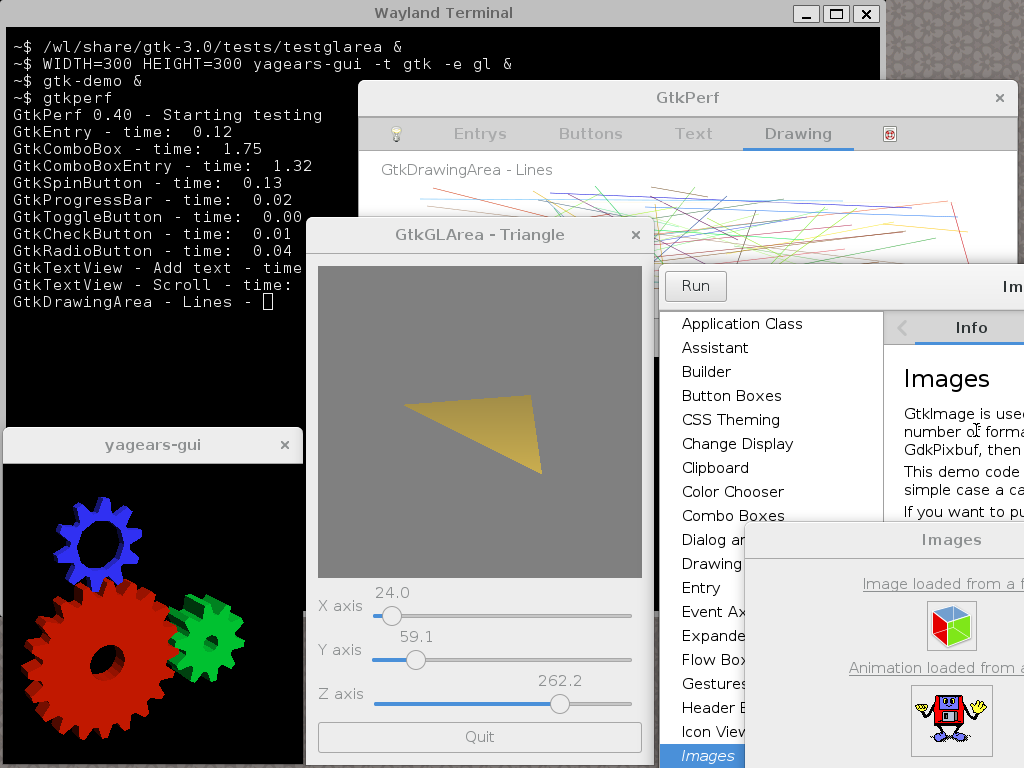 Wayland Terminal
~$ /wl/share/gtk-3.0/tests/testglarea &
~$ WIDTH=300 HEIGHT=300 yagears-gui -t gtk -e gl &
~$ gtk-demo &
~$ gtkperf
GtkPerf 0.40 - Starting testing
GtkEntry - time: 0.12
GtkComboBox - time: 1.75
GtkComboBoxEntry - time: 1.32
GtkSpinButton - time: 0.13
GtkProgressBar - time: 0.02
GtkToggleButton - time: 0.00
GtkCheckButton - time: 0.01
GtkRadioButton - time: 0.04
GtkTextView - Add text - time
GtkTextView - Scroll - time:
GtkDrawingArea - Lines -
GtkPerf
Entrys Buttons Text Drawing
GtkDrawingArea - Lines
GtkGLArea - Triangle
X axis 24.0
Y axis 59.1
Z axis 262.2
Quit
yagears-gui
Run
Im
Application Class
Assistant
Builder
Button Boxes
CSS Theming
Change Display
Clipboard
Color Chooser
Combo Boxes
Dialog an
Drawing
Entry
Event Ax
Expande
Flow Box
Gestures
Header B
Icon View
Images
Info
Images
GtkImage is used
number of forma
GdkPixbuf, then
This demo code
simple case a ca
If you want to pu
Images
Image loaded from a f
Animation loaded from a